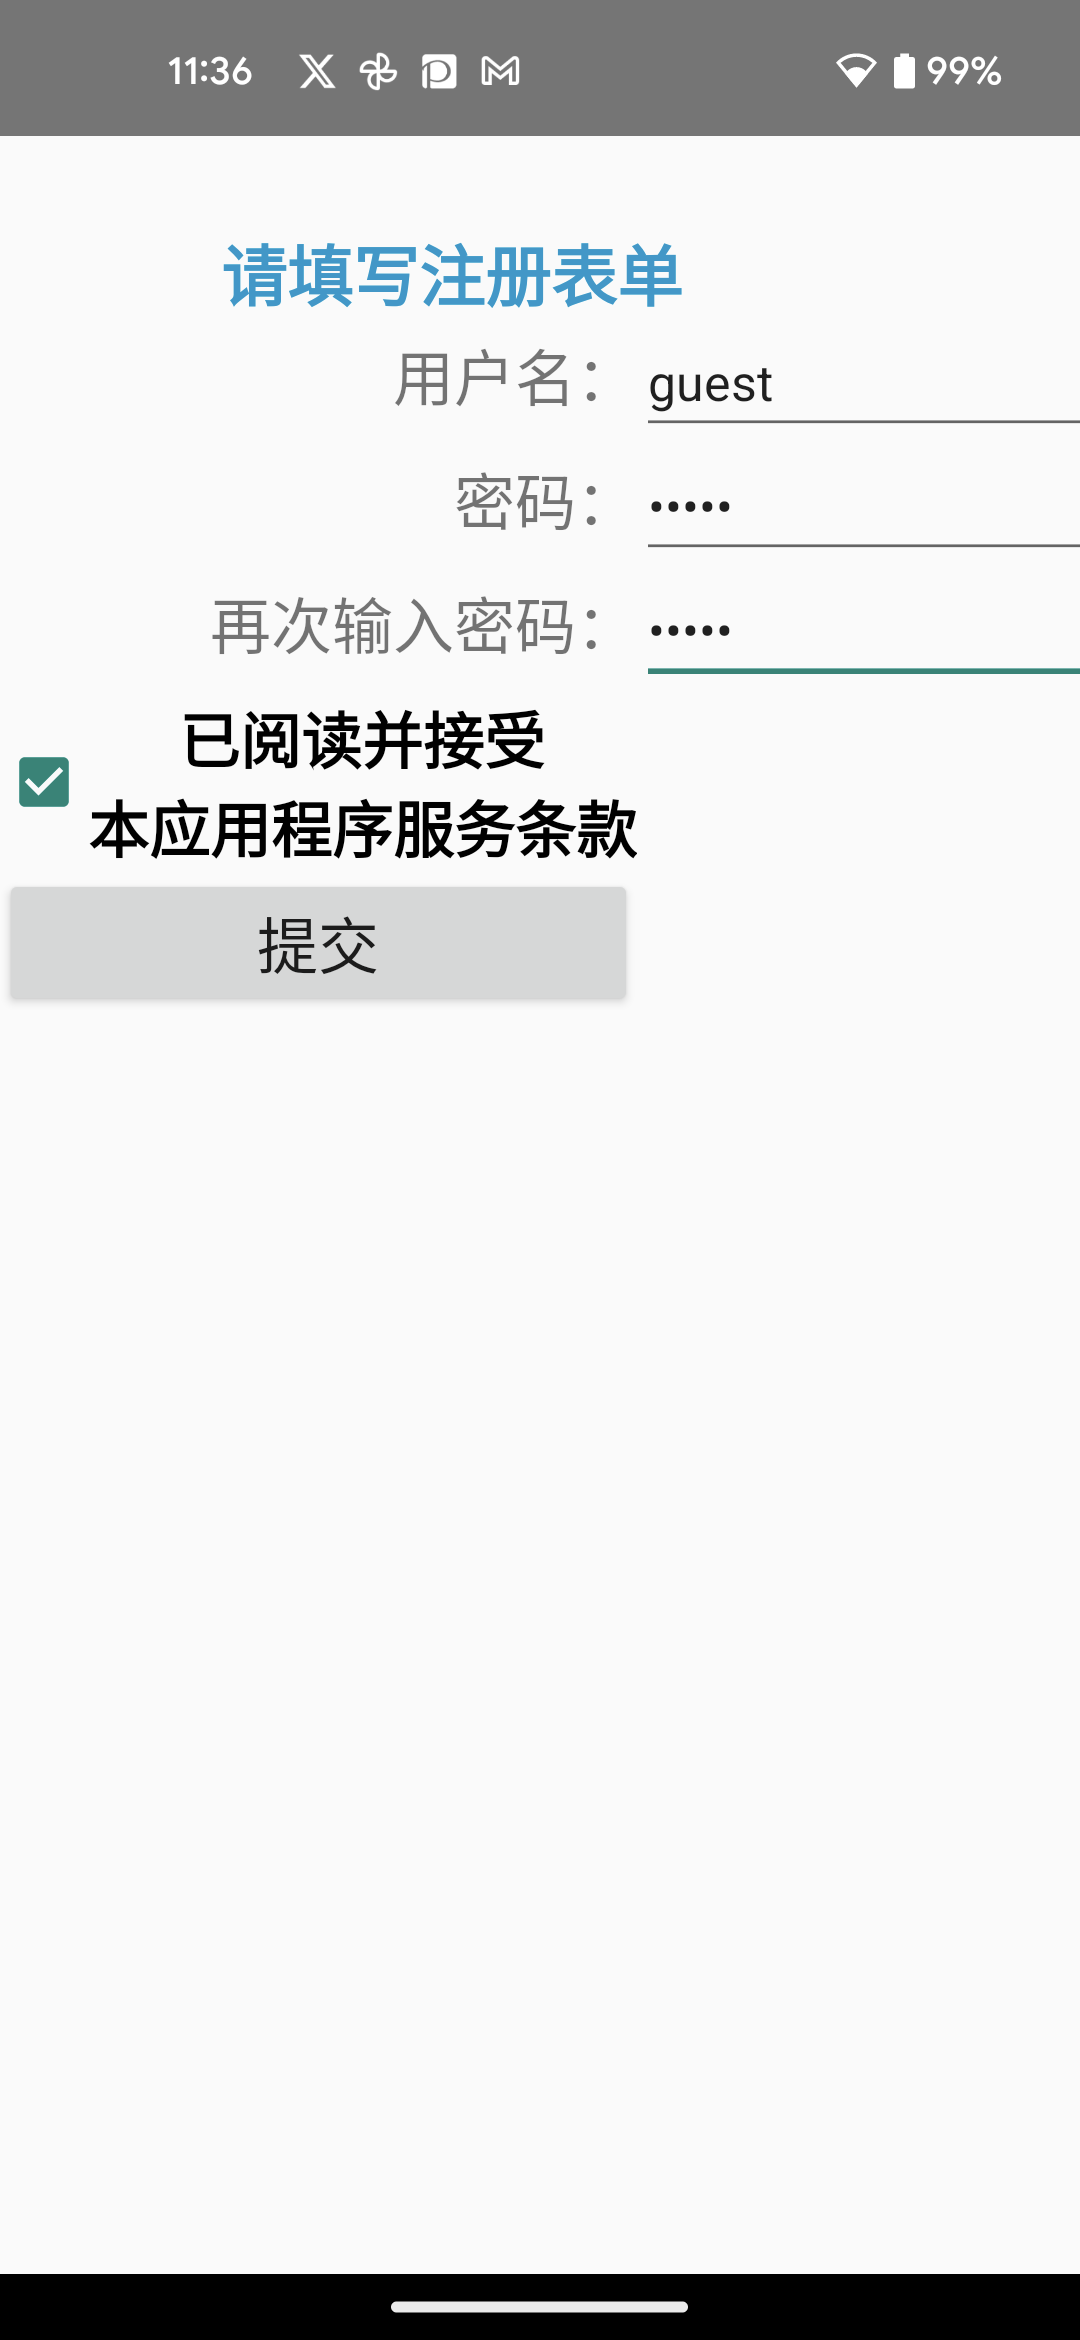 11:36 99%
请填写注册表单
用户名： guest
密码： •••••
再次输入密码： •••••
已阅读并接受
本应用程序服务条款
提交